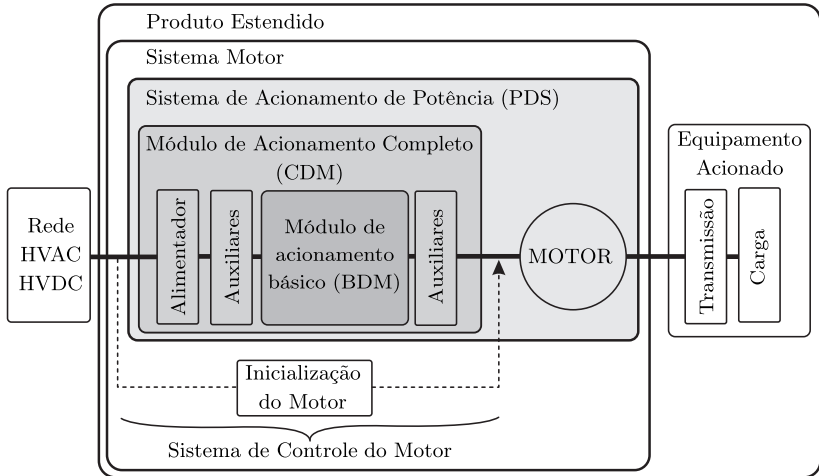 Produto Estendido
Sistema Motor
Sistema de Acionamento de Potência (PDS)
Módulo de Acionamento Completo
(CDM)
Equipamento
Acionado
Rede
HVAC
HVDC
Alimentador
Auxiliares
Módulo de
acionamento
básico (BDM)
Auxiliares
MOTOR
Transmissão
Carga
Inicialização
do Motor
Sistema de Controle do Motor